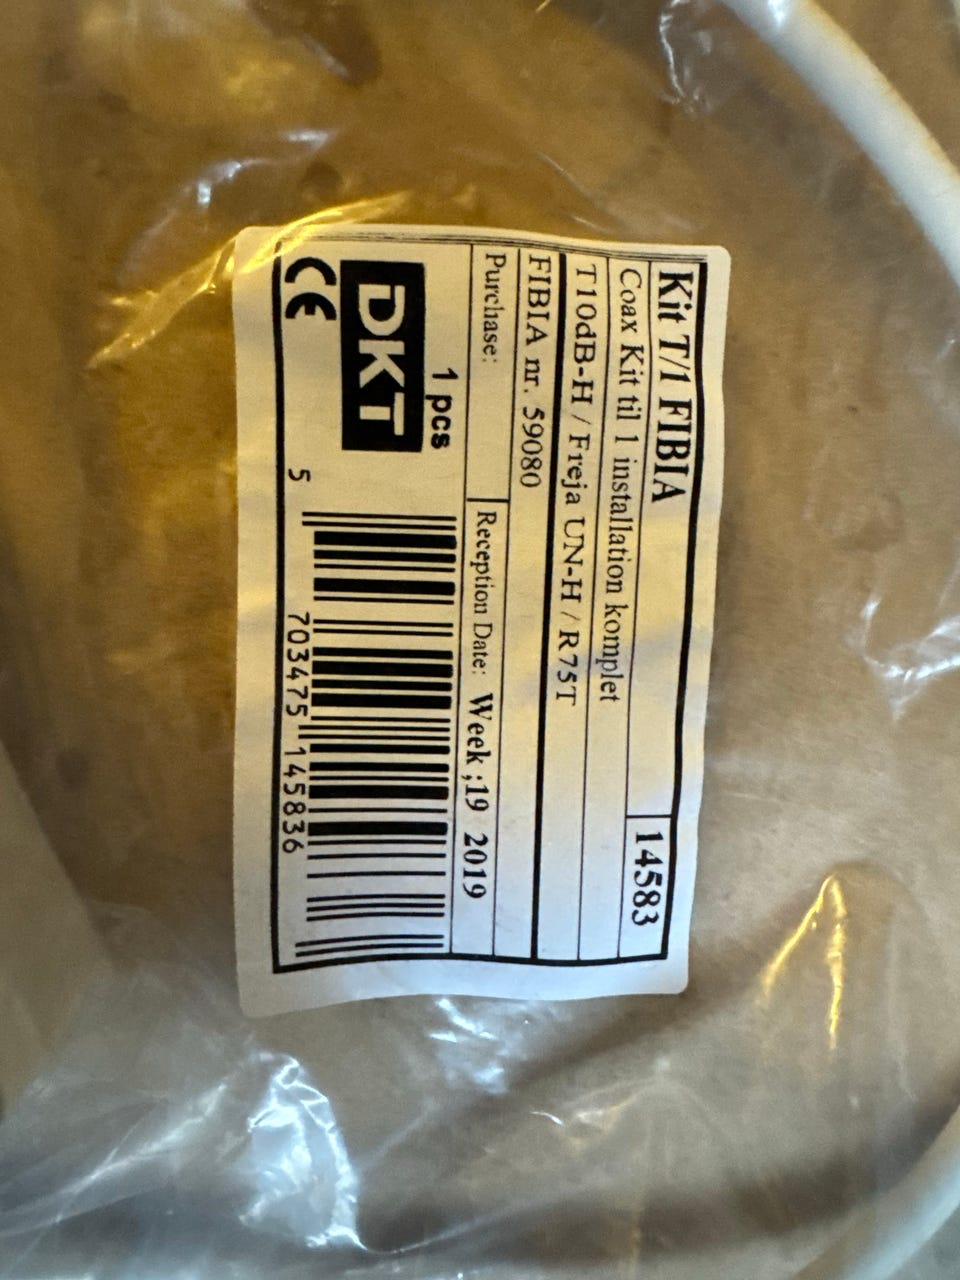 Kit T/1 FIBIA
14583
Coax Kit til 1 installation komplet
T10dB-H / Freja UN-H / R75T
FIBIA nr. 59080
Purchase:
Reception Date: Week ;19 2019
1 pcs
DKT
CE
5 703475 145836